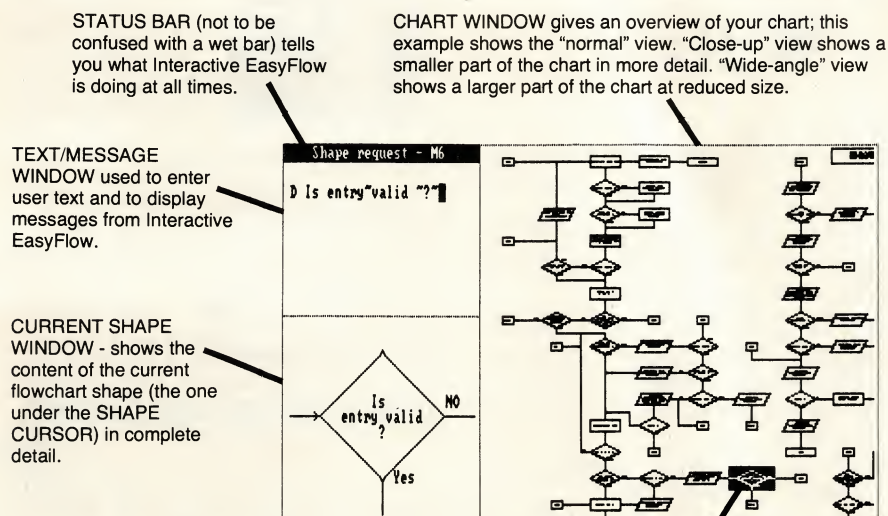 STATUS BAR (not to be
confused with a wet bar) tells
you what Interactive EasyFlow
is doing at all times.
CHART WINDOW gives an overview of your chart; this
example shows the “normal” view. “Close-up” view shows a
smaller part of the chart in more detail. “Wide-angle” view
shows a larger part of the chart at reduced size.
TEXT/MESSAGE
WINDOW used to enter
user text and to display
messages from Interactive
EasyFlow.
Shape request - M6
D Is entry~valid ~?~
CURRENT SHAPE
WINDOW - shows the
content of the current
flowchart shape (the one
under the SHAPE
CURSOR) in complete
detail.
Is
entry valid
?
NO
Yes